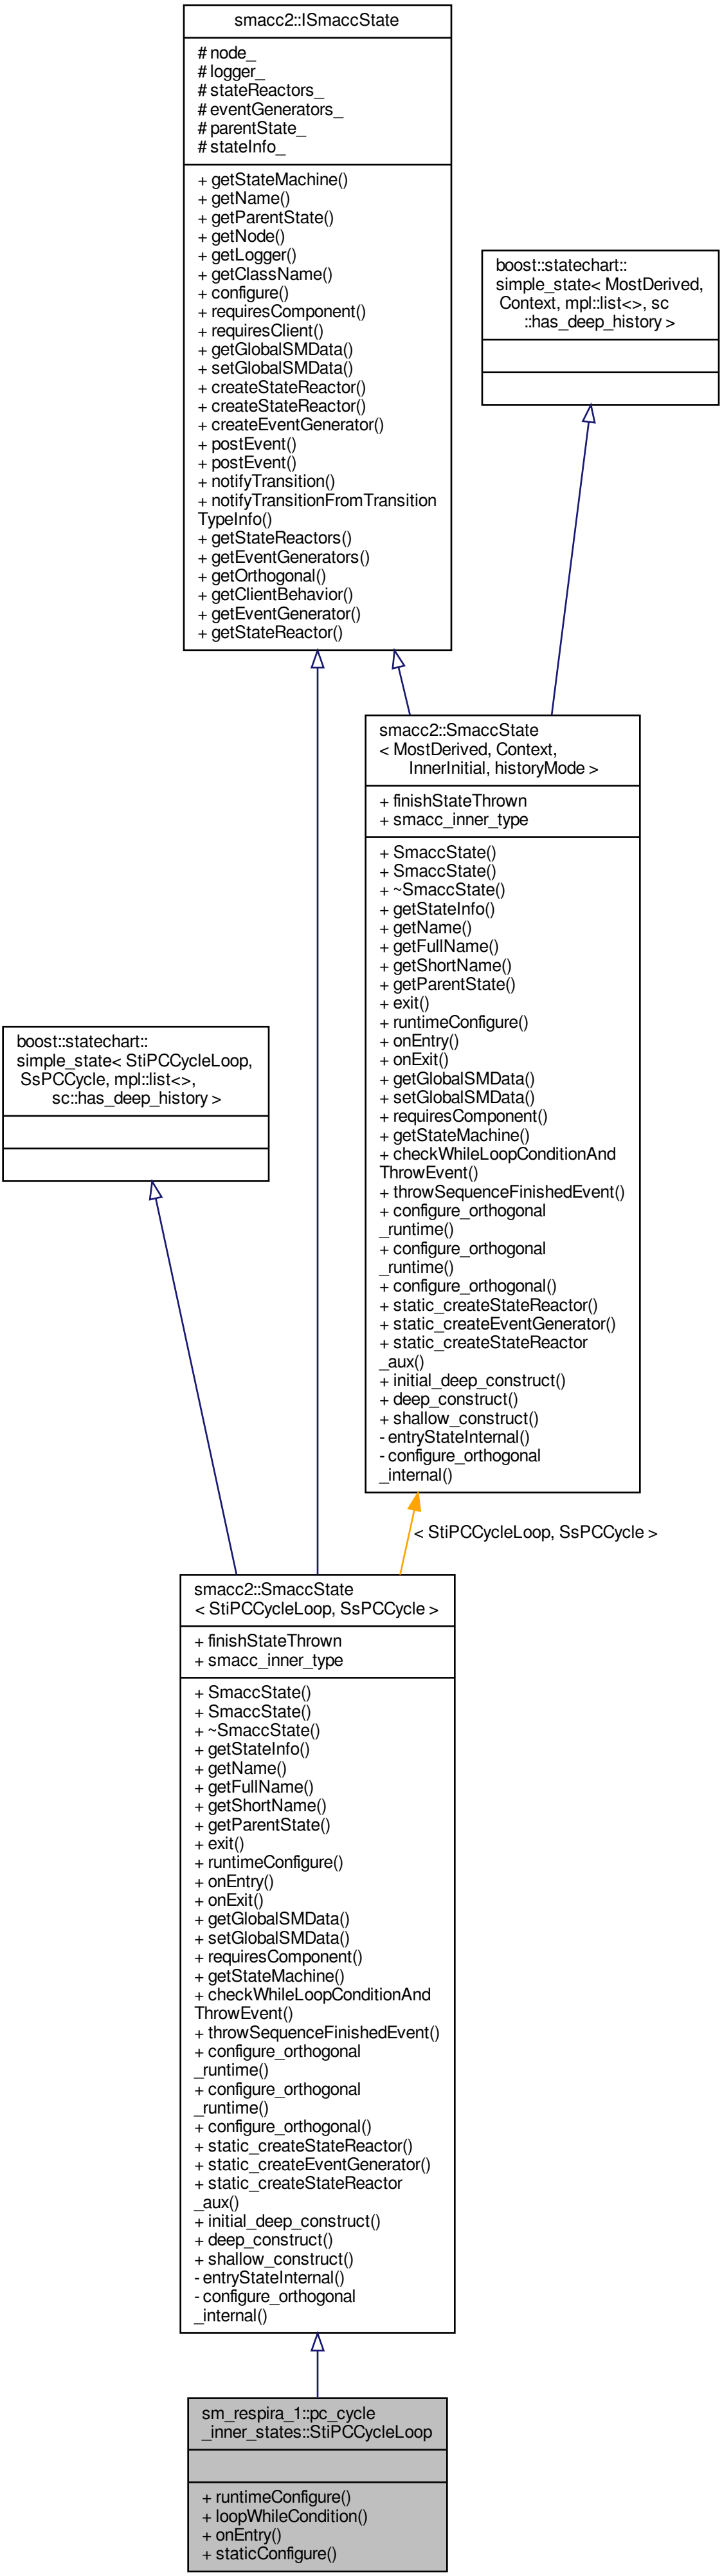 smacc2::ISmaccState
# node_
# logger_
# stateReactors_
# eventGenerators_
# parentState_
# stateInfo_
+ getStateMachine()
+ getName()
+ getParentState()
+ getNode()
+ getLogger()
+ getClassName()
+ configure()
+ requiresComponent()
+ requiresClient()
+ getGlobalSMData()
+ setGlobalSMData()
+ createStateReactor()
+ createStateReactor()
+ createEventGenerator()
+ postEvent()
+ postEvent()
+ notifyTransition()
+ notifyTransitionFromTransition
TypeInfo()
+ getStateReactors()
+ getEventGenerators()
+ getOrthogonal()
+ getClientBehavior()
+ getEventGenerator()
+ getStateReactor()
boost::statechart::
simple_state< MostDerived,
Context, mpl::list<>, sc
::has_deep_history >
smacc2::SmaccState
< MostDerived, Context,
InnerInitial, historyMode >
+ finishStateThrown
+ smacc_inner_type
+ SmaccState()
+ SmaccState()
+ ~SmaccState()
+ getStateInfo()
+ getName()
+ getFullName()
+ getShortName()
+ getParentState()
+ exit()
+ runtimeConfigure()
+ onEntry()
+ onExit()
+ getGlobalSMData()
+ setGlobalSMData()
+ requiresComponent()
+ getStateMachine()
+ checkWhileLoopConditionAnd
ThrowEvent()
+ throwSequenceFinishedEvent()
+ configure_orthogonal
_runtime()
+ configure_orthogonal
_runtime()
+ configure_orthogonal()
+ static_createStateReactor()
+ static_createEventGenerator()
+ static_createStateReactor
_aux()
+ initial_deep_construct()
+ deep_construct()
+ shallow_construct()
- entryStateInternal()
- configure_orthogonal
_internal()
boost::statechart::
simple_state< StiPCCycleLoop,
SsPCCycle, mpl::list<>,
sc::has_deep_history >
< StiPCCycleLoop, SsPCCycle >
smacc2::SmaccState
< StiPCCycleLoop, SsPCCycle >
+ finishStateThrown
+ smacc_inner_type
+ SmaccState()
+ SmaccState()
+ ~SmaccState()
+ getStateInfo()
+ getName()
+ getFullName()
+ getShortName()
+ getParentState()
+ exit()
+ runtimeConfigure()
+ onEntry()
+ onExit()
+ getGlobalSMData()
+ setGlobalSMData()
+ requiresComponent()
+ getStateMachine()
+ checkWhileLoopConditionAnd
ThrowEvent()
+ throwSequenceFinishedEvent()
+ configure_orthogonal
_runtime()
+ configure_orthogonal
_runtime()
+ configure_orthogonal()
+ static_createStateReactor()
+ static_createEventGenerator()
+ static_createStateReactor
_aux()
+ initial_deep_construct()
+ deep_construct()
+ shallow_construct()
- entryStateInternal()
- configure_orthogonal
_internal()
sm_respira_1::pc_cycle
_inner_states::StiPCCycleLoop
+ runtimeConfigure()
+ loopWhileCondition()
+ onEntry()
+ staticConfigure()